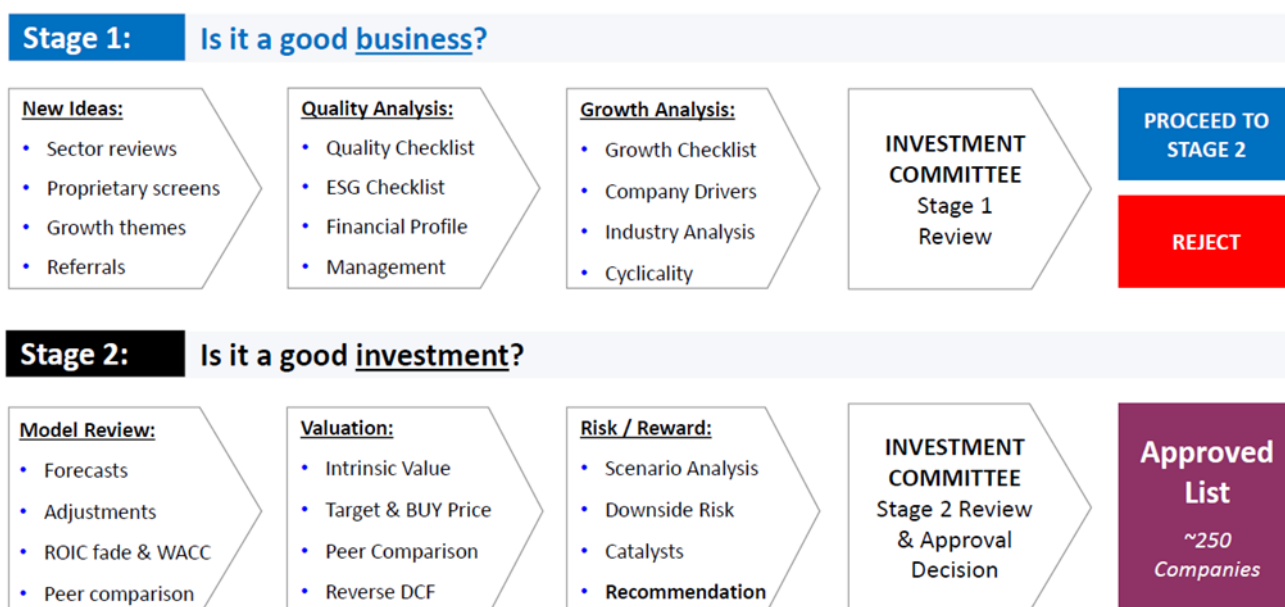 Stage 1: Is it a good business?
New Ideas:
• Sector reviews
• Proprietary screens
• Growth themes
• Referrals
Quality Analysis:
• Quality Checklist
• ESG Checklist
• Financial Profile
• Management
Growth Analysis:
• Growth Checklist
• Company Drivers
• Industry Analysis
• Cyclicality
INVESTMENT
COMMITTEE
Stage 1
Review
PROCEED TO
STAGE 2
REJECT
Stage 2: Is it a good investment?
Model Review:
• Forecasts
• Adjustments
• ROIC fade & WACC
• Peer comparison
Valuation:
• Intrinsic Value
• Target & BUY Price
• Peer Comparison
• Reverse DCF
Risk / Reward:
• Scenario Analysis
• Downside Risk
• Catalysts
• Recommendation
INVESTMENT
COMMITTEE
Stage 2 Review
& Approval
Decision
Approved
List
~250
Companies